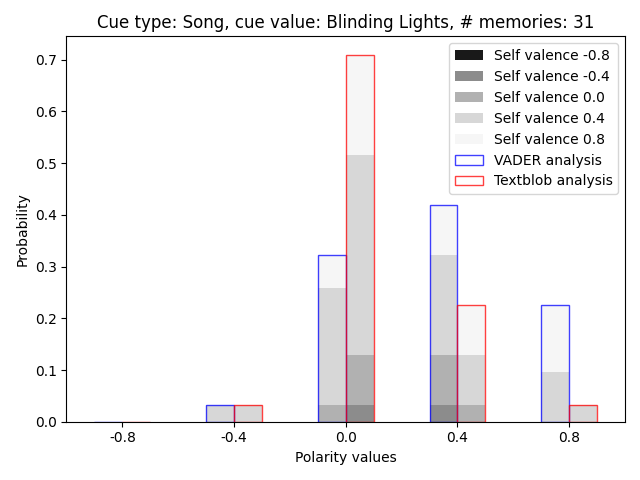 Cue type: Song, cue value: Blinding Lights, # memories: 31
Self valence -0.8
Self valence -0.4
Self valence 0.0
Self valence 0.4
Self valence 0.8
VADER analysis
Textblob analysis
Probability
0.7
0.6
0.5
0.4
0.3
0.2
0.1
0.0
-0.8
-0.4
0.0
0.4
0.8
Polarity values